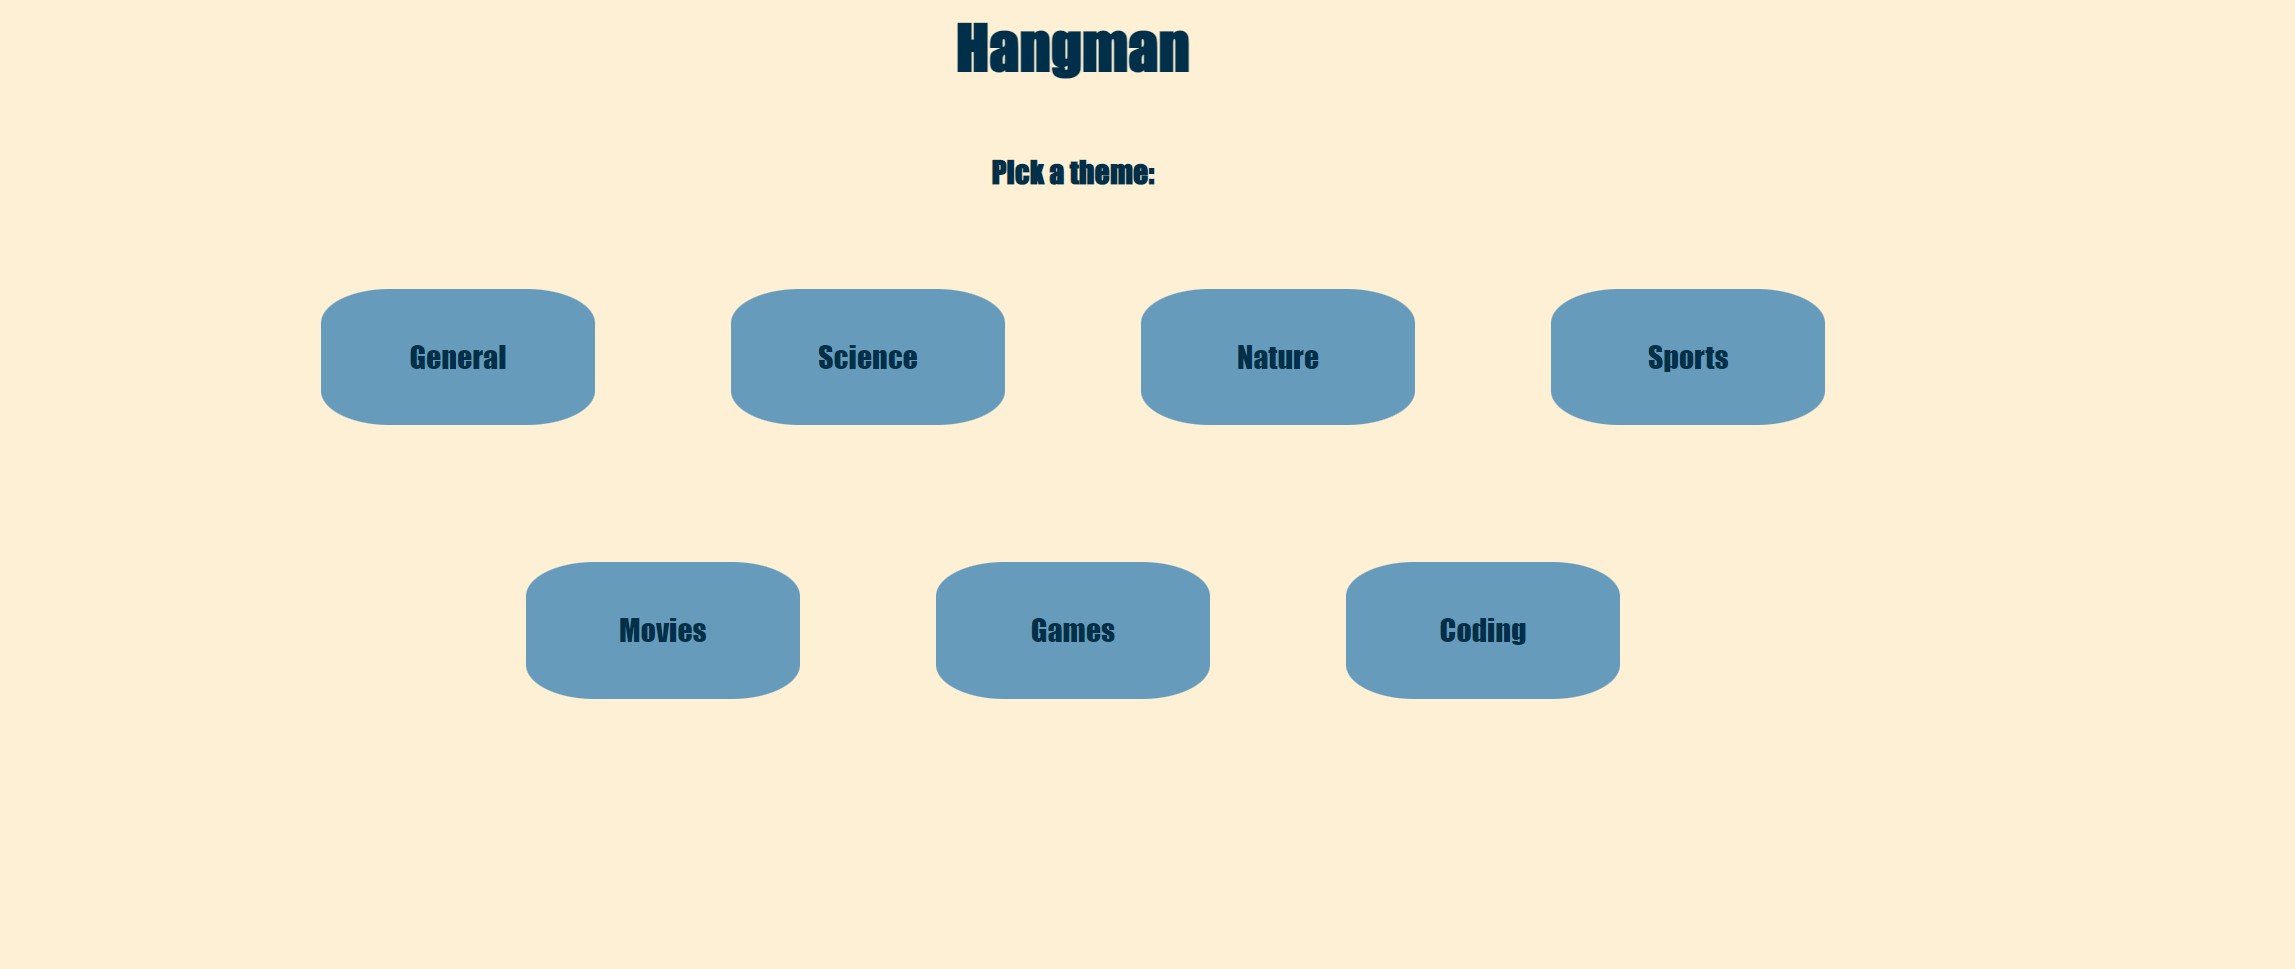 Hangman
Pick a theme:
General
Science
Nature
Sports
Movies
Games
Coding